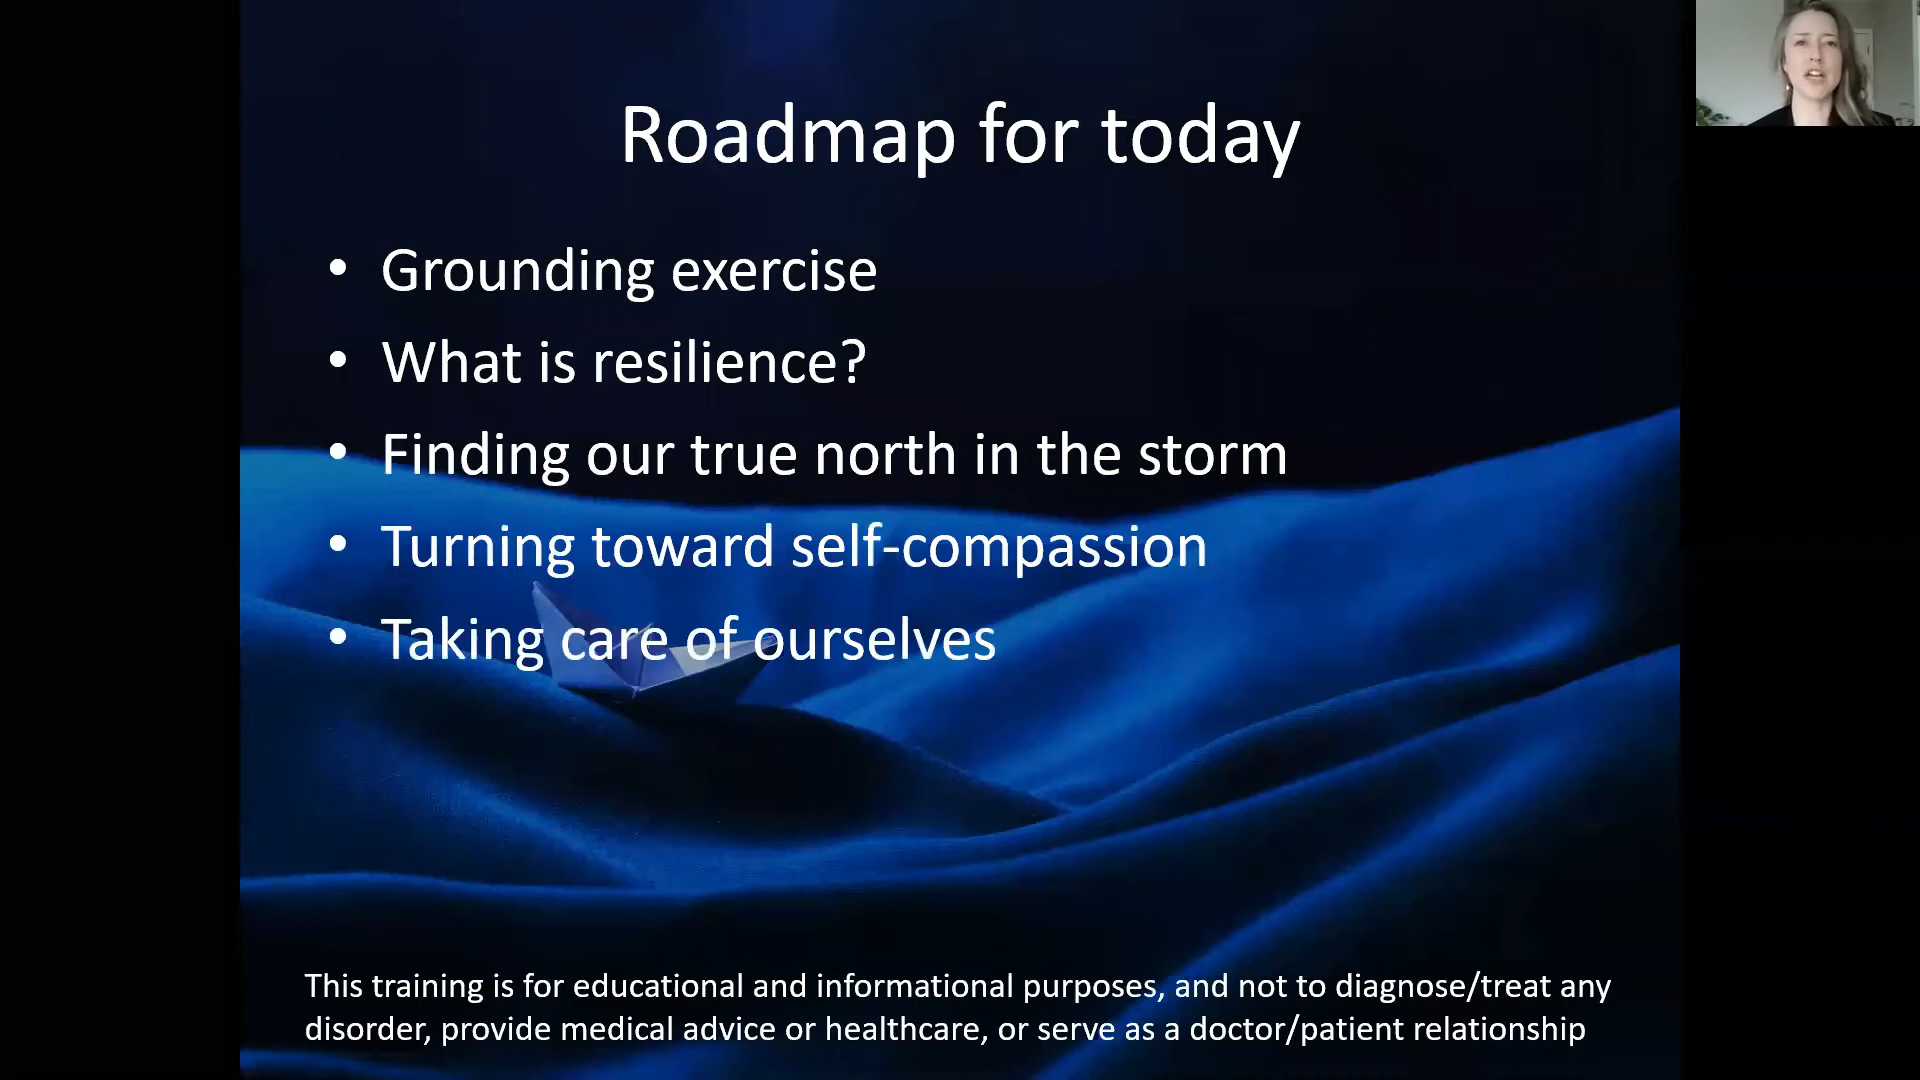 Roadmap for today
• Grounding exercise
• What is resilience?
• Finding our true north in the storm
• Turning toward self-compassion
• Taking care of ourselves
This training is for educational and informational purposes, and not to diagnose/treat any
disorder, provide medical advice or healthcare, or serve as a doctor/patient relationship